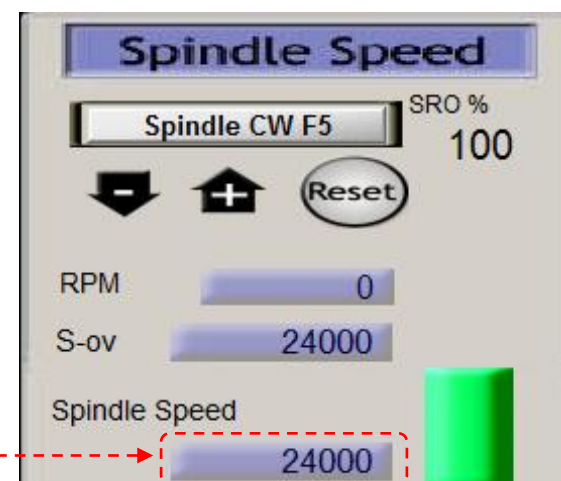 Spindle Speed
Spindle CW F5
SRO %
100
- + Reset
RPM 0
S-ov 24000
Spindle Speed
24000